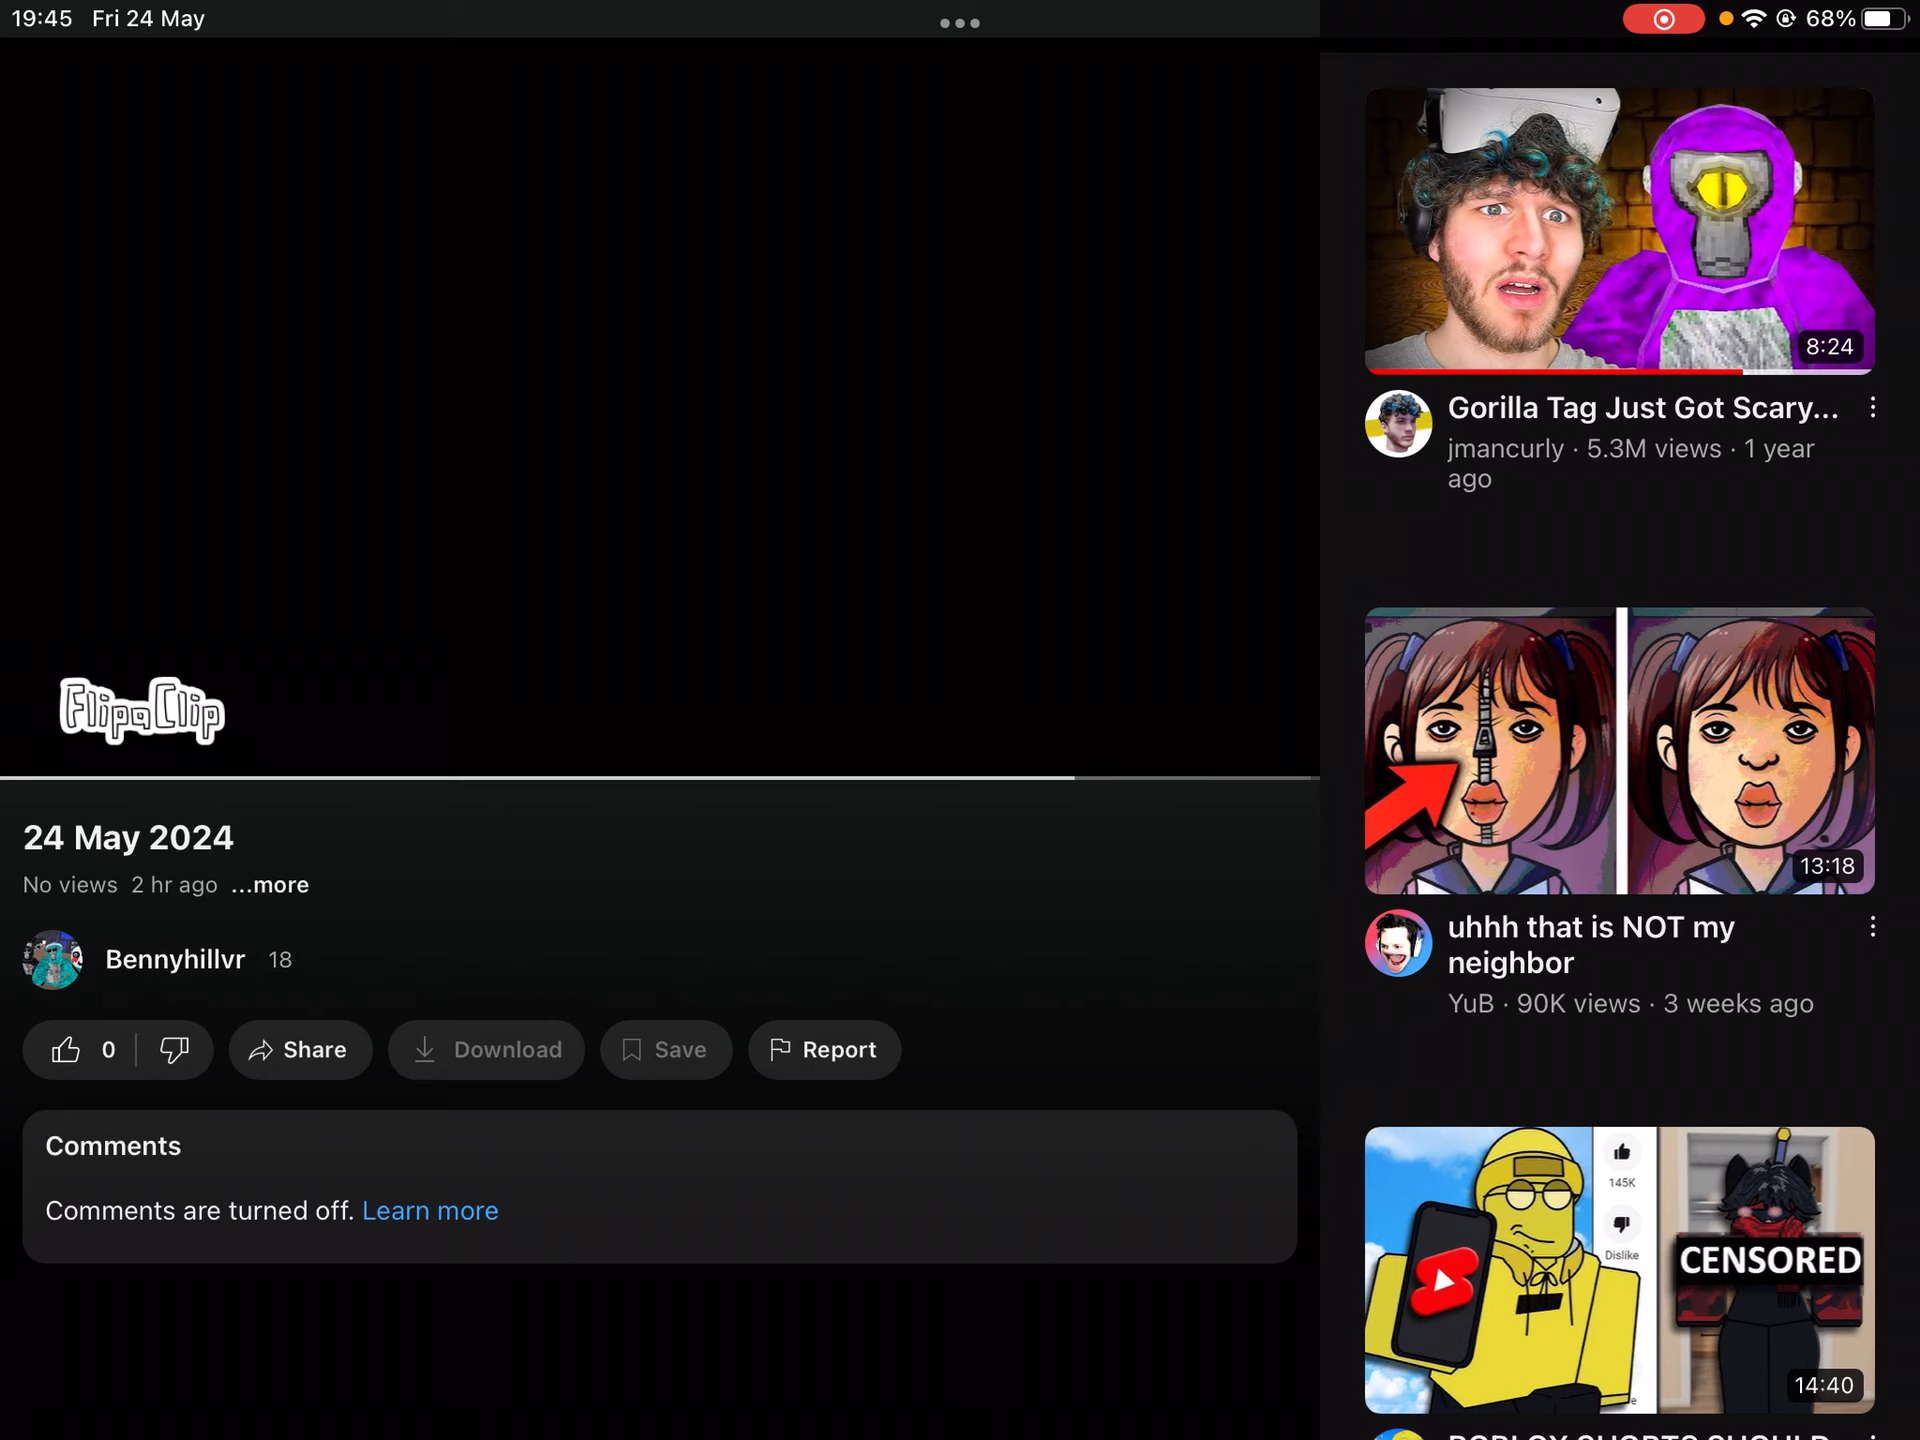 19:45 Fri 24 May
68%
FlipaClip
24 May 2024
No views 2 hr ago ...more
Bennyhillvr 18
0
Share
Download
Save
Report
Comments
Comments are turned off. Learn more
8:24
Gorilla Tag Just Got Scary...
jmancurly · 5.3M views · 1 year
ago
13:18
uhhh that is NOT my
neighbor
YuB · 90K views · 3 weeks ago
145K
Dislike
CENSORED
14:40
ROBLOX SHORTS SHOULD